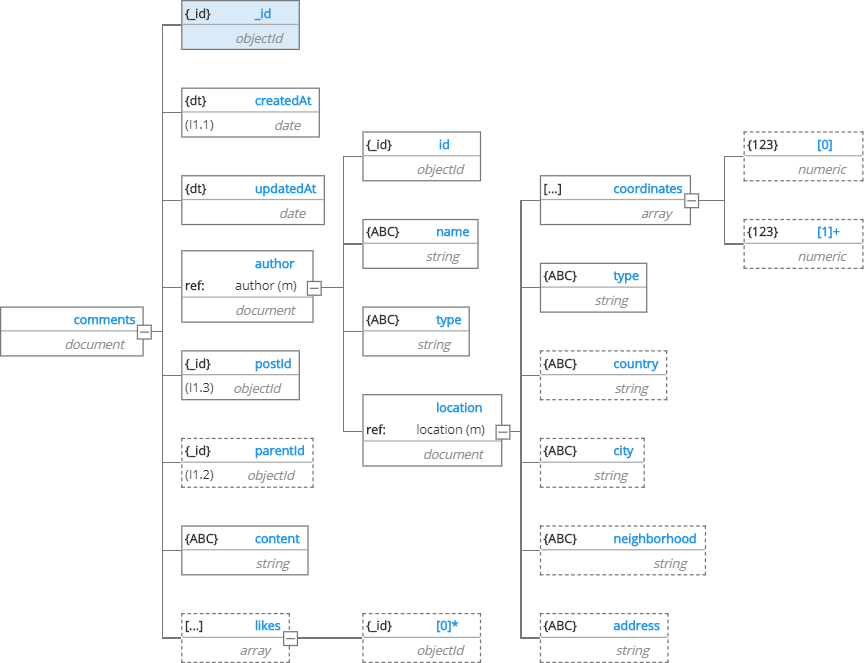 comments
document
{_id} _id
objectId
{dt} createdAt
(I1.1) date
{dt} updatedAt
date
author
ref: author (m)
document
{_id} postId
(I1.3) objectId
{_id} parentId
(I1.2) objectId
{ABC} content
string
[...] likes
array
{_id} id
objectId
{ABC} name
string
{ABC} type
string
location
ref: location (m)
document
{_id} [0]*
objectId
[...] coordinates
array
{ABC} type
string
{ABC} country
string
{ABC} city
string
{ABC} neighborhood
string
{ABC} address
string
{123} [0]
numeric
{123} [1]+
numeric